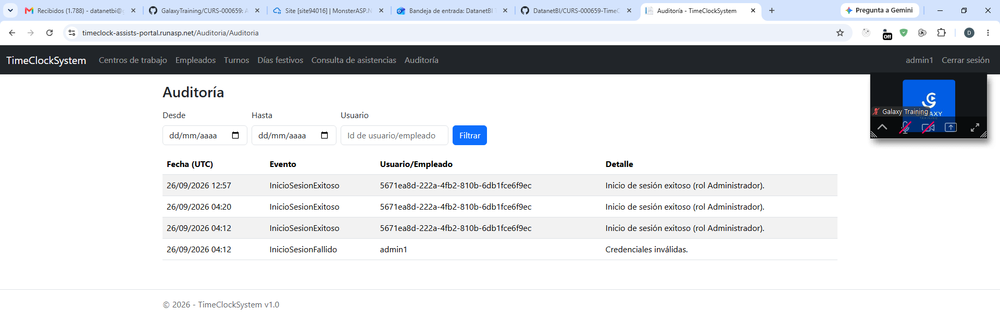 Recibidos (1.788) - datanetbi@g
GalaxyTraining/CURS-000659: A
Site [site94016] | MonsterASP.N
Bandeja de entrada: DatanetBI T
DatanetBI/CURS-000659-TimeC
Auditoría - TimeClockSystem
Pregunta a Gemini
timeclock-assists-portal.runasp.net/Auditoria/Auditoria
Off
D
TimeClockSystem Centros de trabajo Empleados Turnos Días festivos Consulta de asistencias Auditoría admin1 Cerrar sesión
Galaxy Training
GALAXY
TRAINING
Auditoría
Desde Hasta Usuario
dd/mm/aaaa dd/mm/aaaa Id de usuario/empleado Filtrar
Fecha (UTC) Evento Usuario/Empleado Detalle
26/09/2026 12:57 InicioSesionExitoso 5671ea8d-222a-4fb2-810b-6db1fce6f9ec Inicio de sesión exitoso (rol Administrador).
26/09/2026 04:20 InicioSesionExitoso 5671ea8d-222a-4fb2-810b-6db1fce6f9ec Inicio de sesión exitoso (rol Administrador).
26/09/2026 04:12 InicioSesionExitoso 5671ea8d-222a-4fb2-810b-6db1fce6f9ec Inicio de sesión exitoso (rol Administrador).
26/09/2026 04:12 InicioSesionFallido admin1 Credenciales inválidas.
© 2026 - TimeClockSystem v1.0